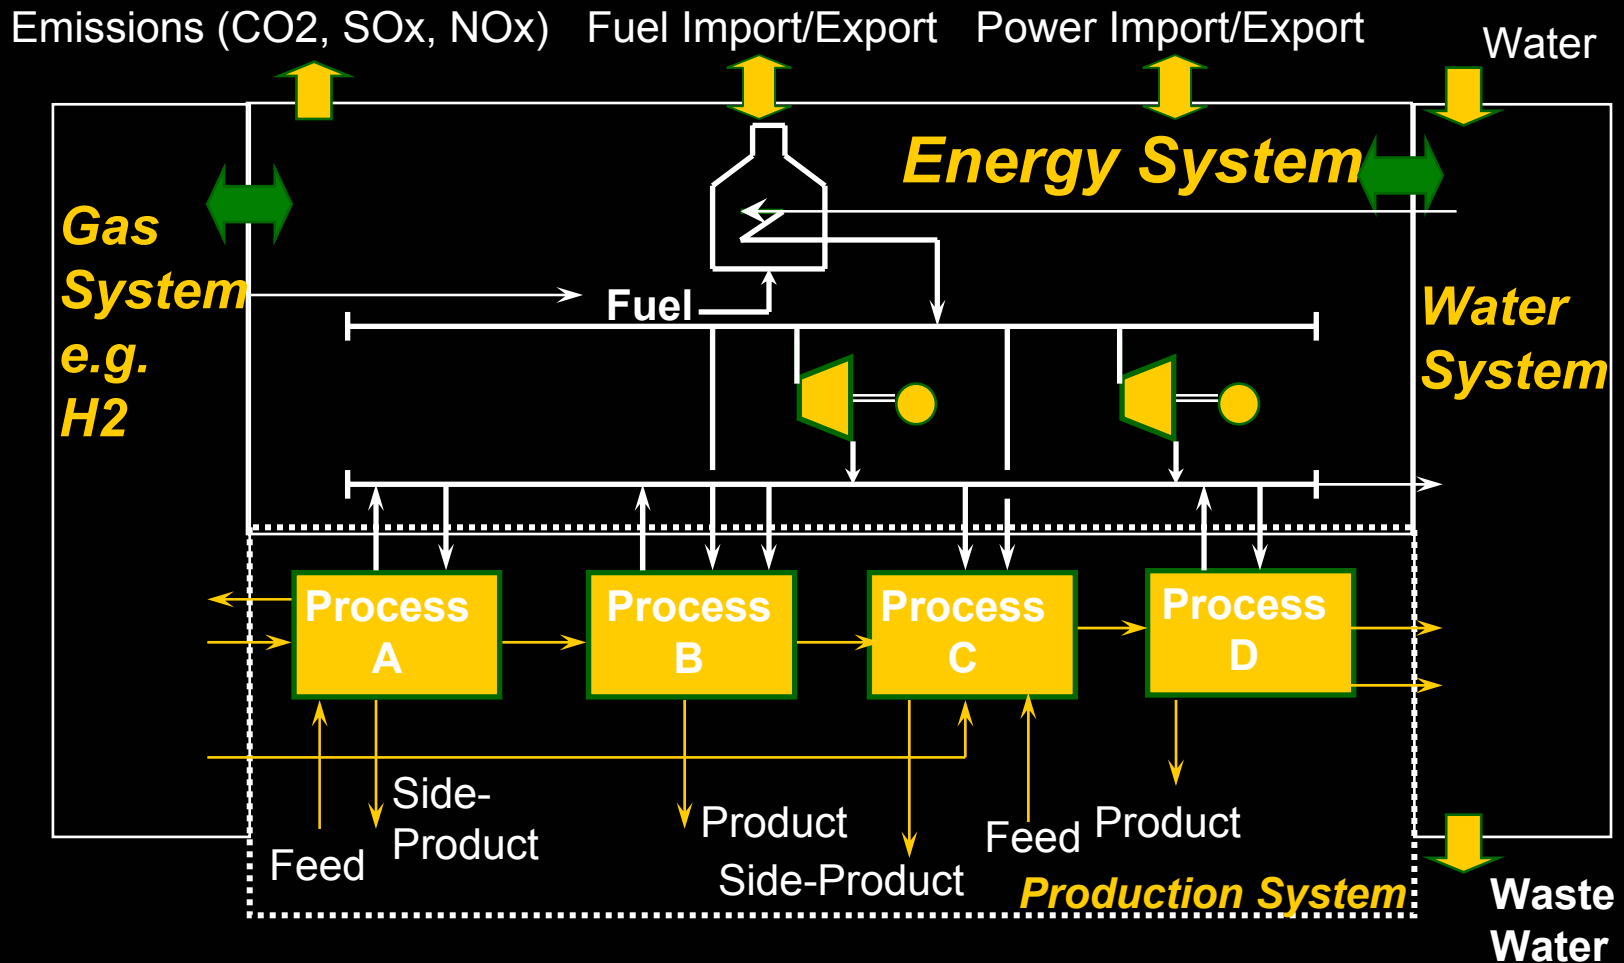 Emissions (CO2, SOx, NOx)
Fuel Import/Export
Power Import/Export
Water
Energy System
Gas
System
e.g.
H2
Fuel
Water
System
Process
A
Process
B
Process
C
Process
D
Side-
Product
Feed
Product
Side-Product
Feed
Product
Production System
Waste
Water